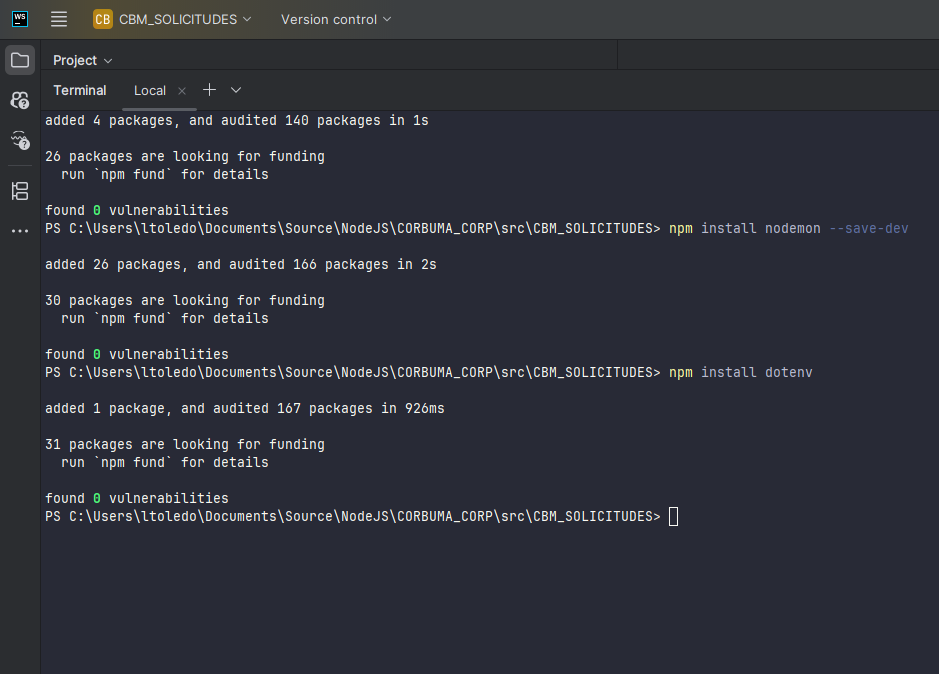 WS
CB CBM_SOLICITUDES Version control
Project
Terminal Local
added 4 packages, and audited 140 packages in 1s
26 packages are looking for funding
run `npm fund` for details
found 0 vulnerabilities
PS C:\Users\ltoledo\Documents\Source\NodeJS\CORBUMA_CORP\src\CBM_SOLICITUDES> npm install nodemon --save-dev
added 26 packages, and audited 166 packages in 2s
30 packages are looking for funding
run `npm fund` for details
found 0 vulnerabilities
PS C:\Users\ltoledo\Documents\Source\NodeJS\CORBUMA_CORP\src\CBM_SOLICITUDES> npm install dotenv
added 1 package, and audited 167 packages in 926ms
31 packages are looking for funding
run `npm fund` for details
found 0 vulnerabilities
PS C:\Users\ltoledo\Documents\Source\NodeJS\CORBUMA_CORP\src\CBM_SOLICITUDES>